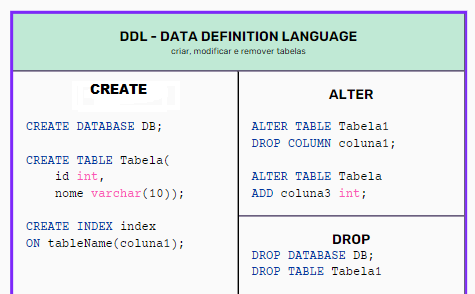 DDL - DATA DEFINITION LANGUAGE
criar, modificar e remover tabelas
CREATE
CREATE DATABASE DB;
CREATE TABLE Tabela(
id int,
nome varchar(10));
CREATE INDEX index
ON tableName(coluna1);
ALTER
ALTER TABLE Tabela1
DROP COLUMN coluna1;
ALTER TABLE Tabela
ADD coluna3 int;
DROP
DROP DATABASE DB;
DROP TABLE Tabela1